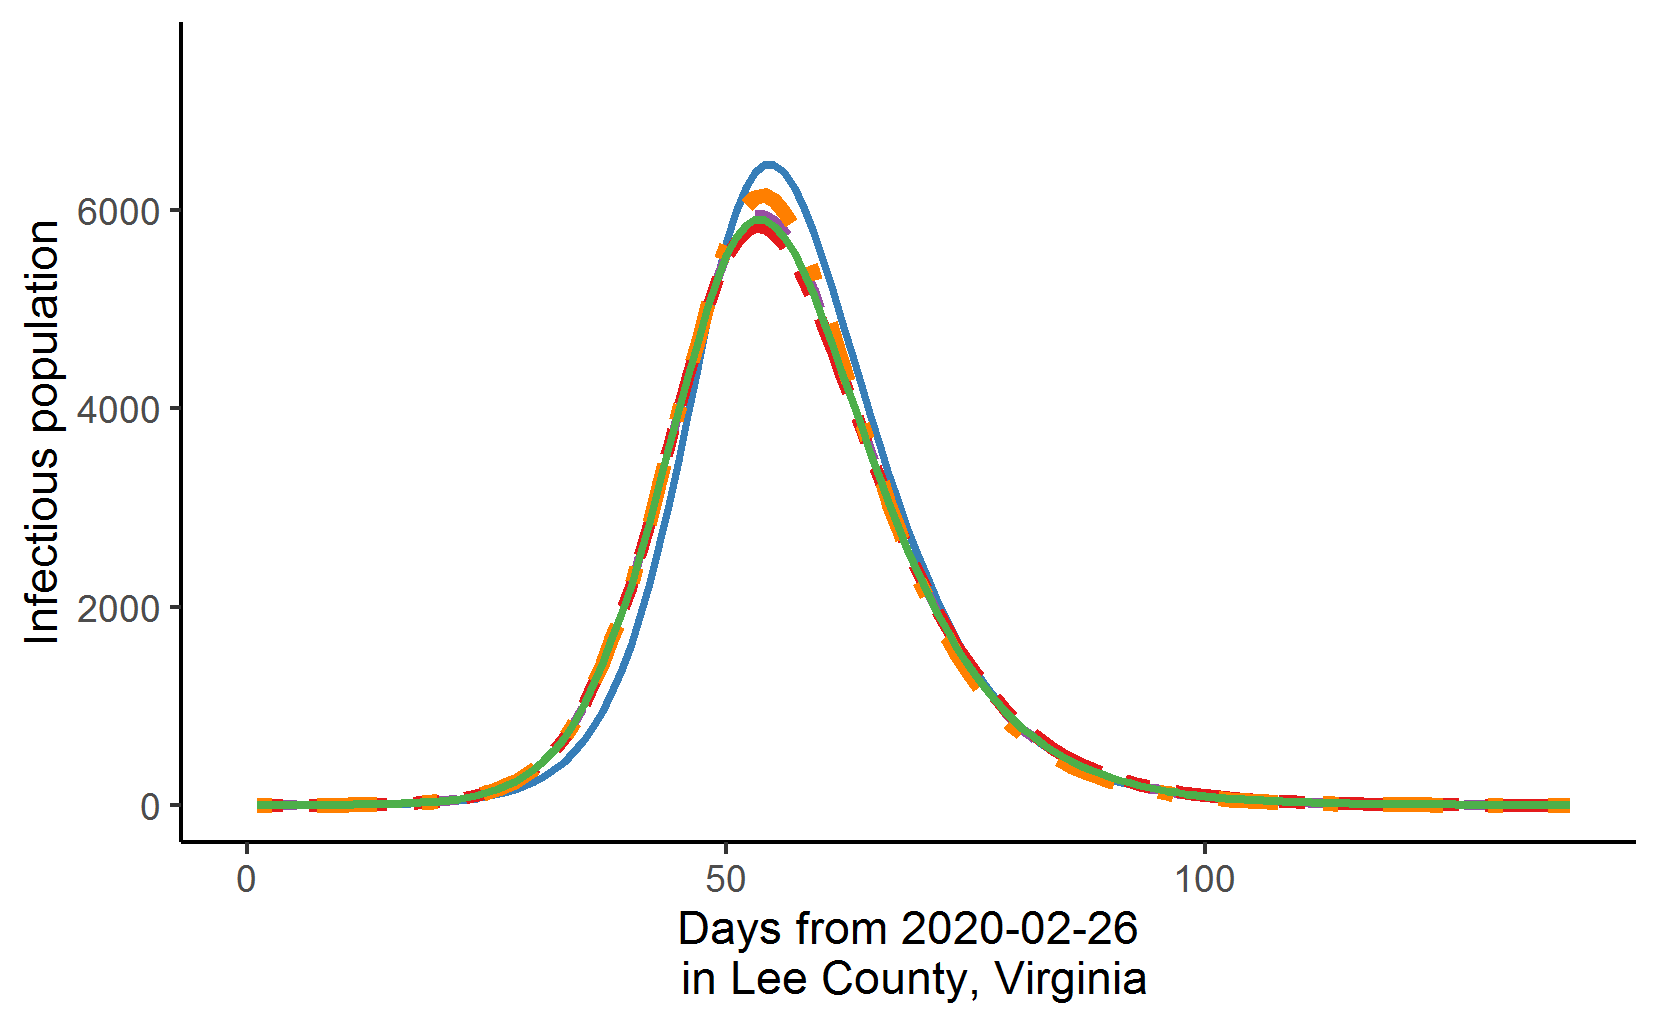 Infectious population
6000
4000
2000
0
0 50 100
Days from 2020-02-26
in Lee County, Virginia